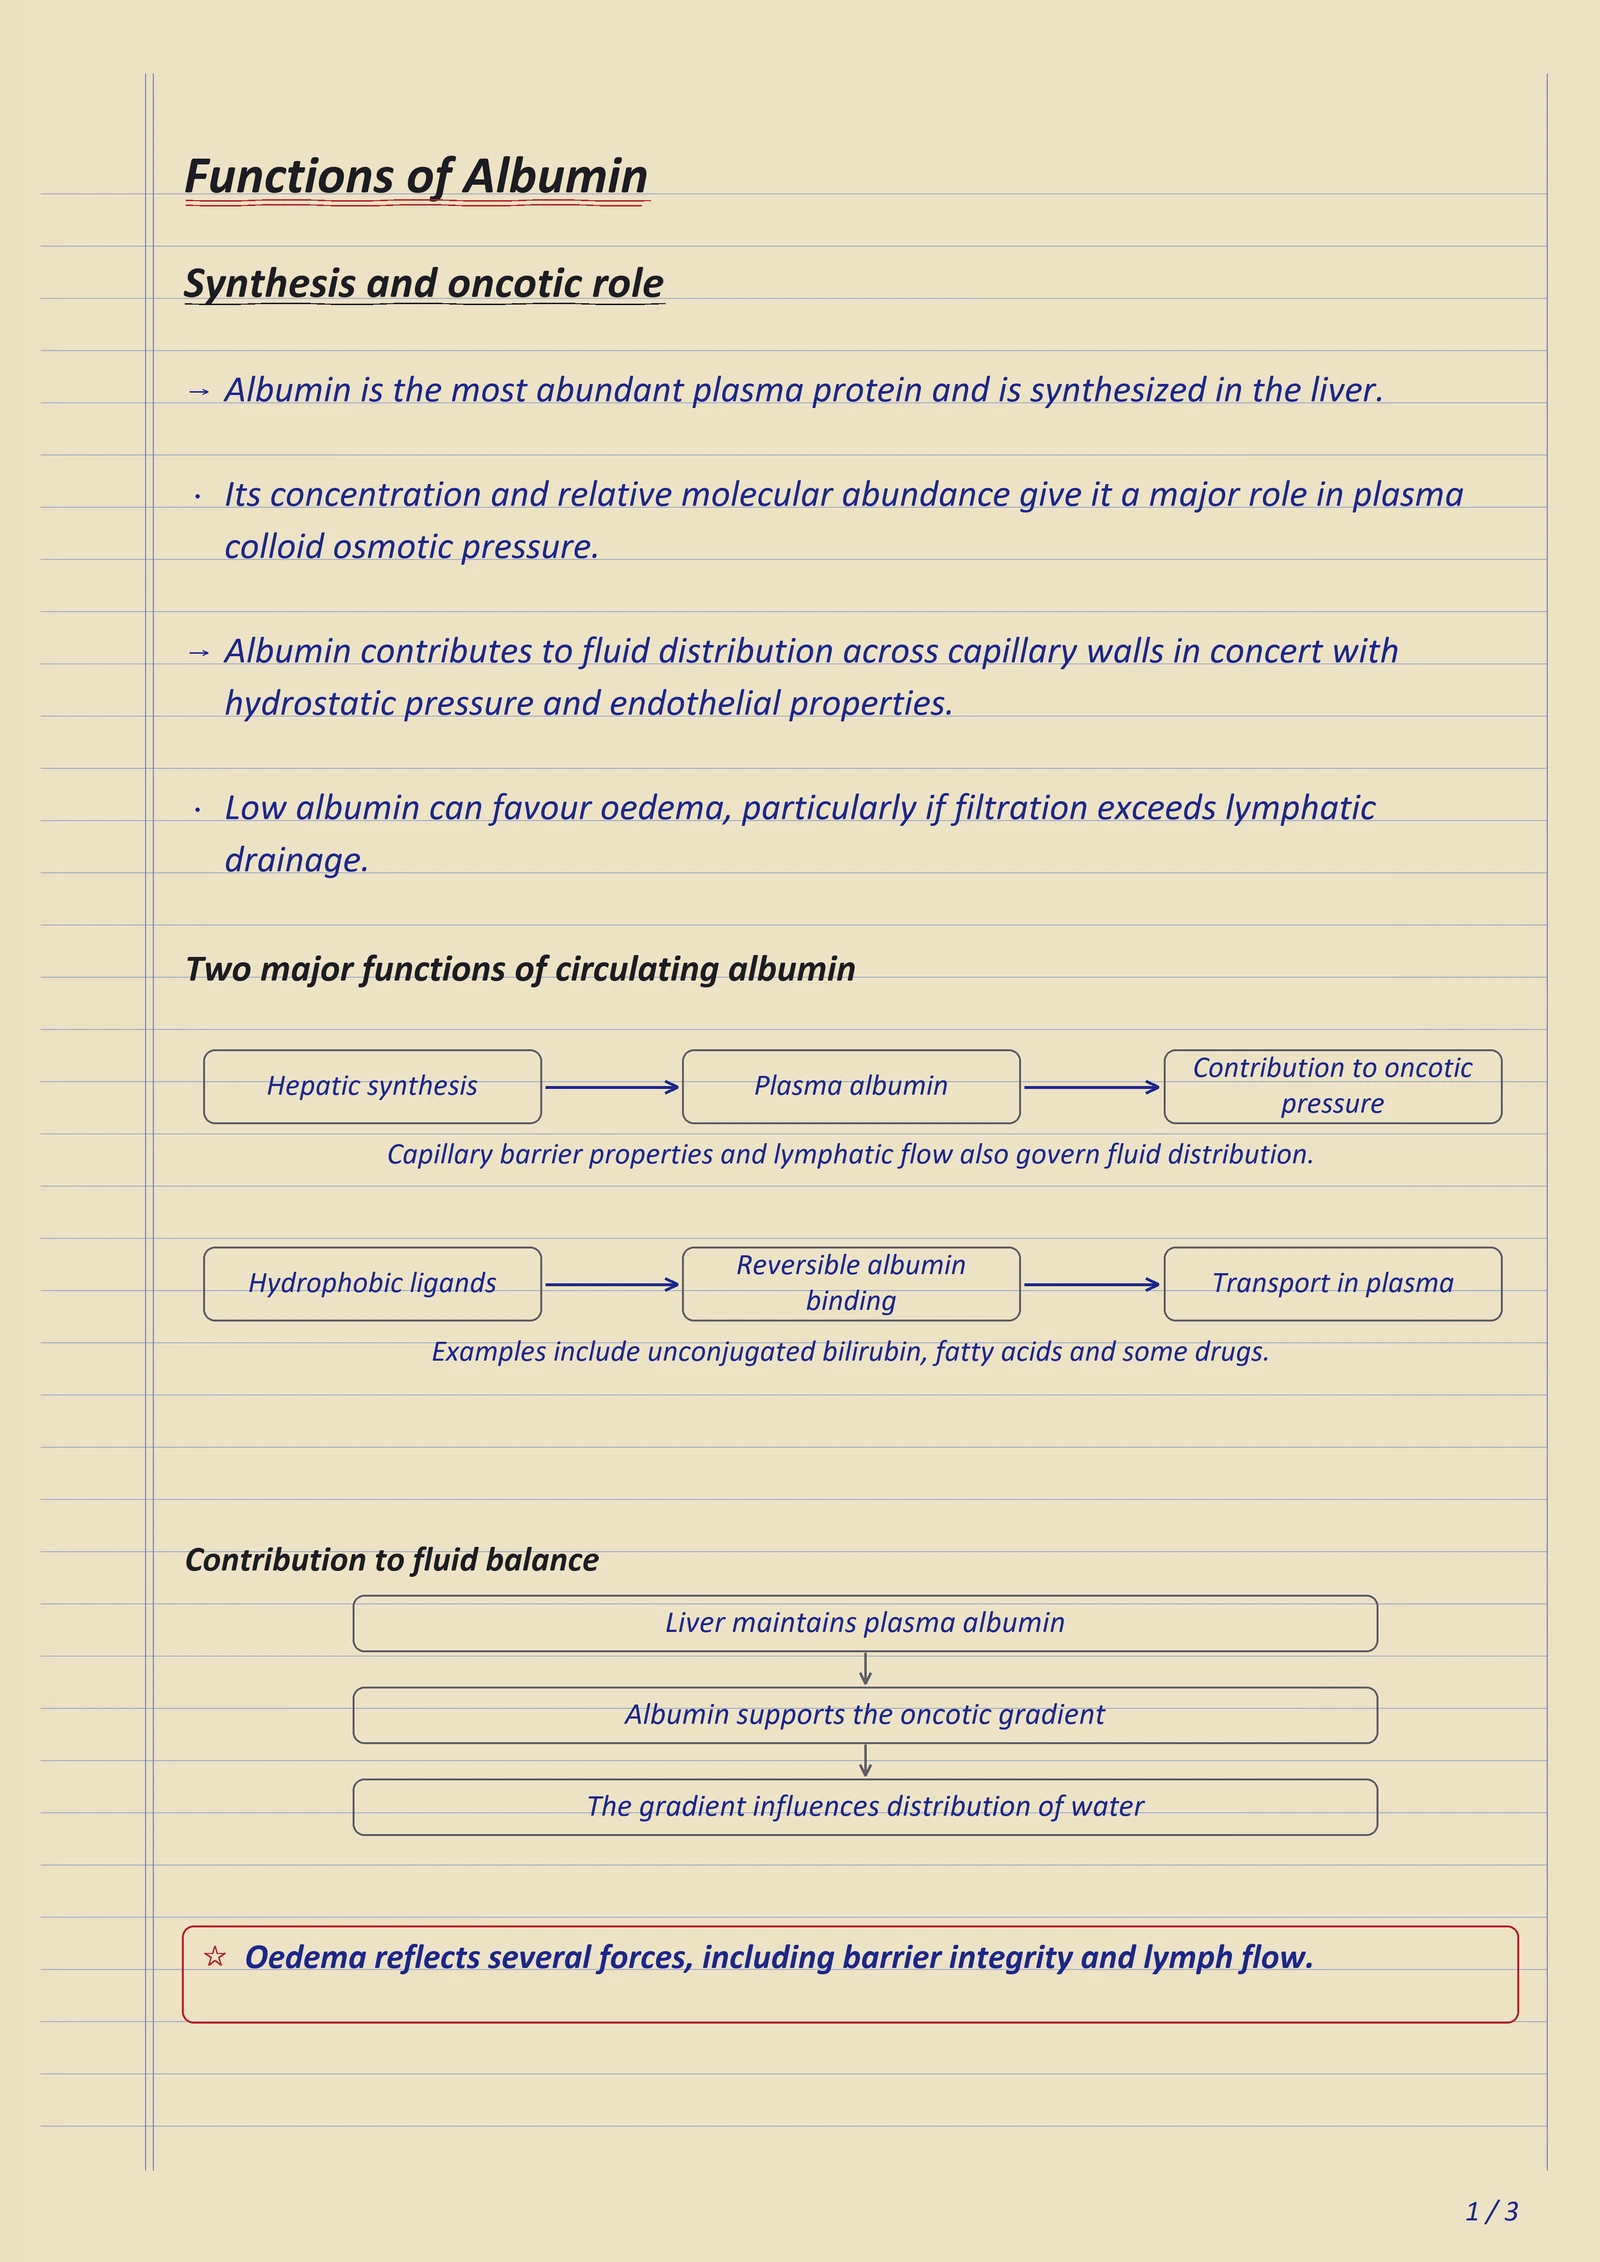 Functions of Albumin
Synthesis and oncotic role
→ Albumin is the most abundant plasma protein and is synthesized in the liver.
· Its concentration and relative molecular abundance give it a major role in plasma
colloid osmotic pressure.
→ Albumin contributes to fluid distribution across capillary walls in concert with
hydrostatic pressure and endothelial properties.
· Low albumin can favour oedema, particularly if filtration exceeds lymphatic
drainage.
Two major functions of circulating albumin
Hepatic synthesis
Plasma albumin
Contribution to oncotic
pressure
Capillary barrier properties and lymphatic flow also govern fluid distribution.
Hydrophobic ligands
Reversible albumin
binding
Transport in plasma
Examples include unconjugated bilirubin, fatty acids and some drugs.
Contribution to fluid balance
Liver maintains plasma albumin
Albumin supports the oncotic gradient
The gradient influences distribution of water
☆ Oedema reflects several forces, including barrier integrity and lymph flow.
1 / 3